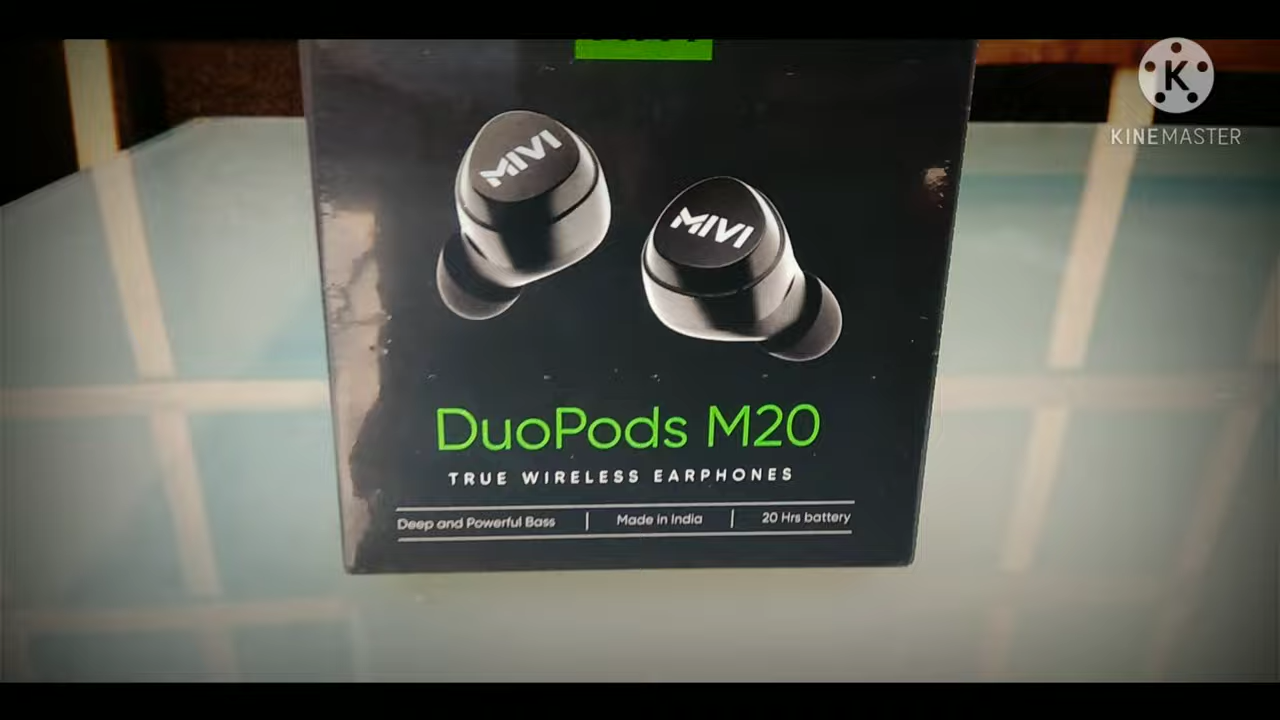 K
KINEMASTER
MIVI
MIVI
DuoPods M20
TRUE WIRELESS EARPHONES
Deep and Powerful Bass | Made in India | 20 Hrs battery